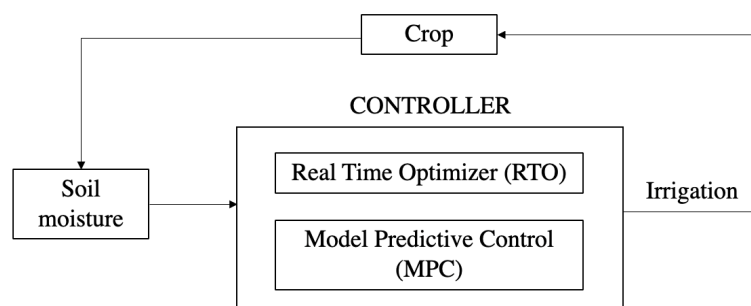 Crop
CONTROLLER
Real Time Optimizer (RTO)
Soil
moisture
Irrigation
Model Predictive Control
(MPC)